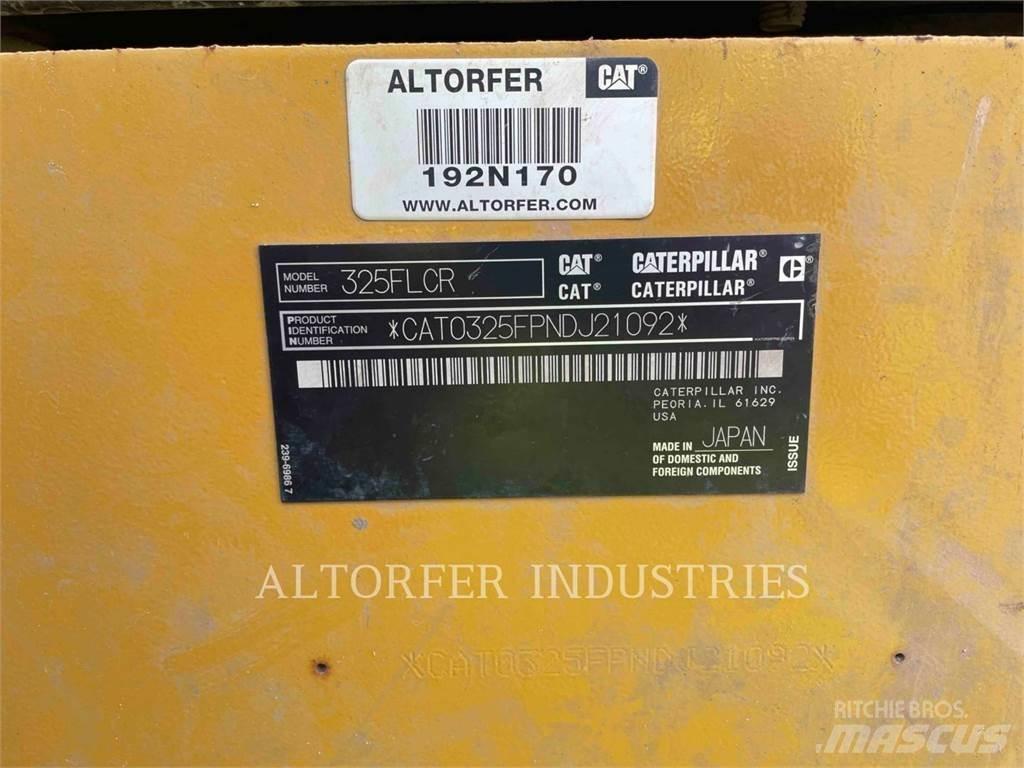 ALTORFER CAT®
192N170
WWW.ALTORFER.COM
MODEL NUMBER 325FLCR
CAT® CATERPILLAR®
CAT® CATERPILLAR®
PRODUCT IDENTIFICATION NUMBER *CAT0325FPNDJ21092*
CATERPILLAR INC.
PEORIA, IL 61629
USA
MADE IN JAPAN
OF DOMESTIC AND
FOREIGN COMPONENTS
ISSUE
239-6986 7
ALTORFER INDUSTRIES
*CAT0325FPNDJ21092*
RITCHIE BROS.
MASCUS